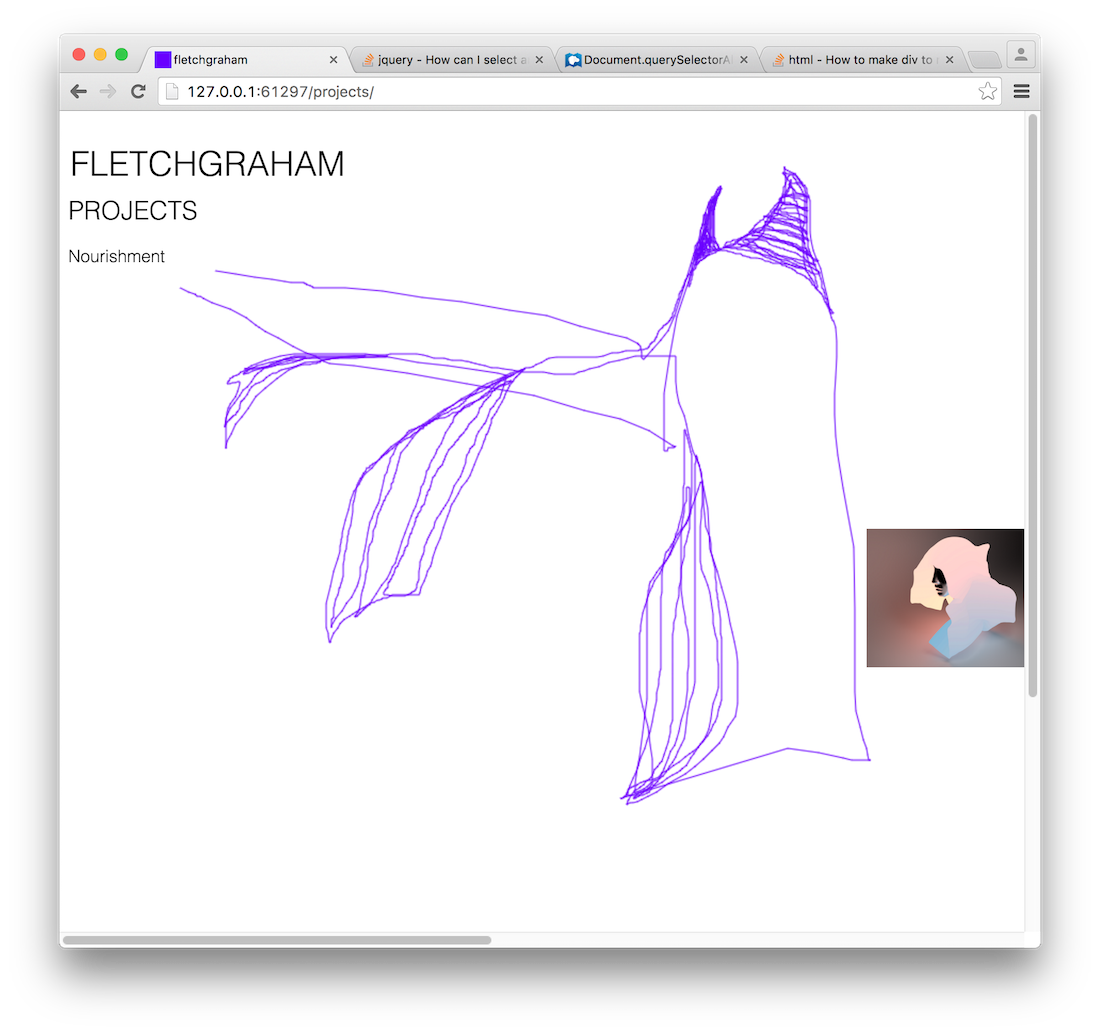 fletchgraham
jquery - How can I select a
Document.querySelectorAl
html - How to make div to
127.0.0.1:61297/projects/
FLETCHGRAHAM
PROJECTS
Nourishment